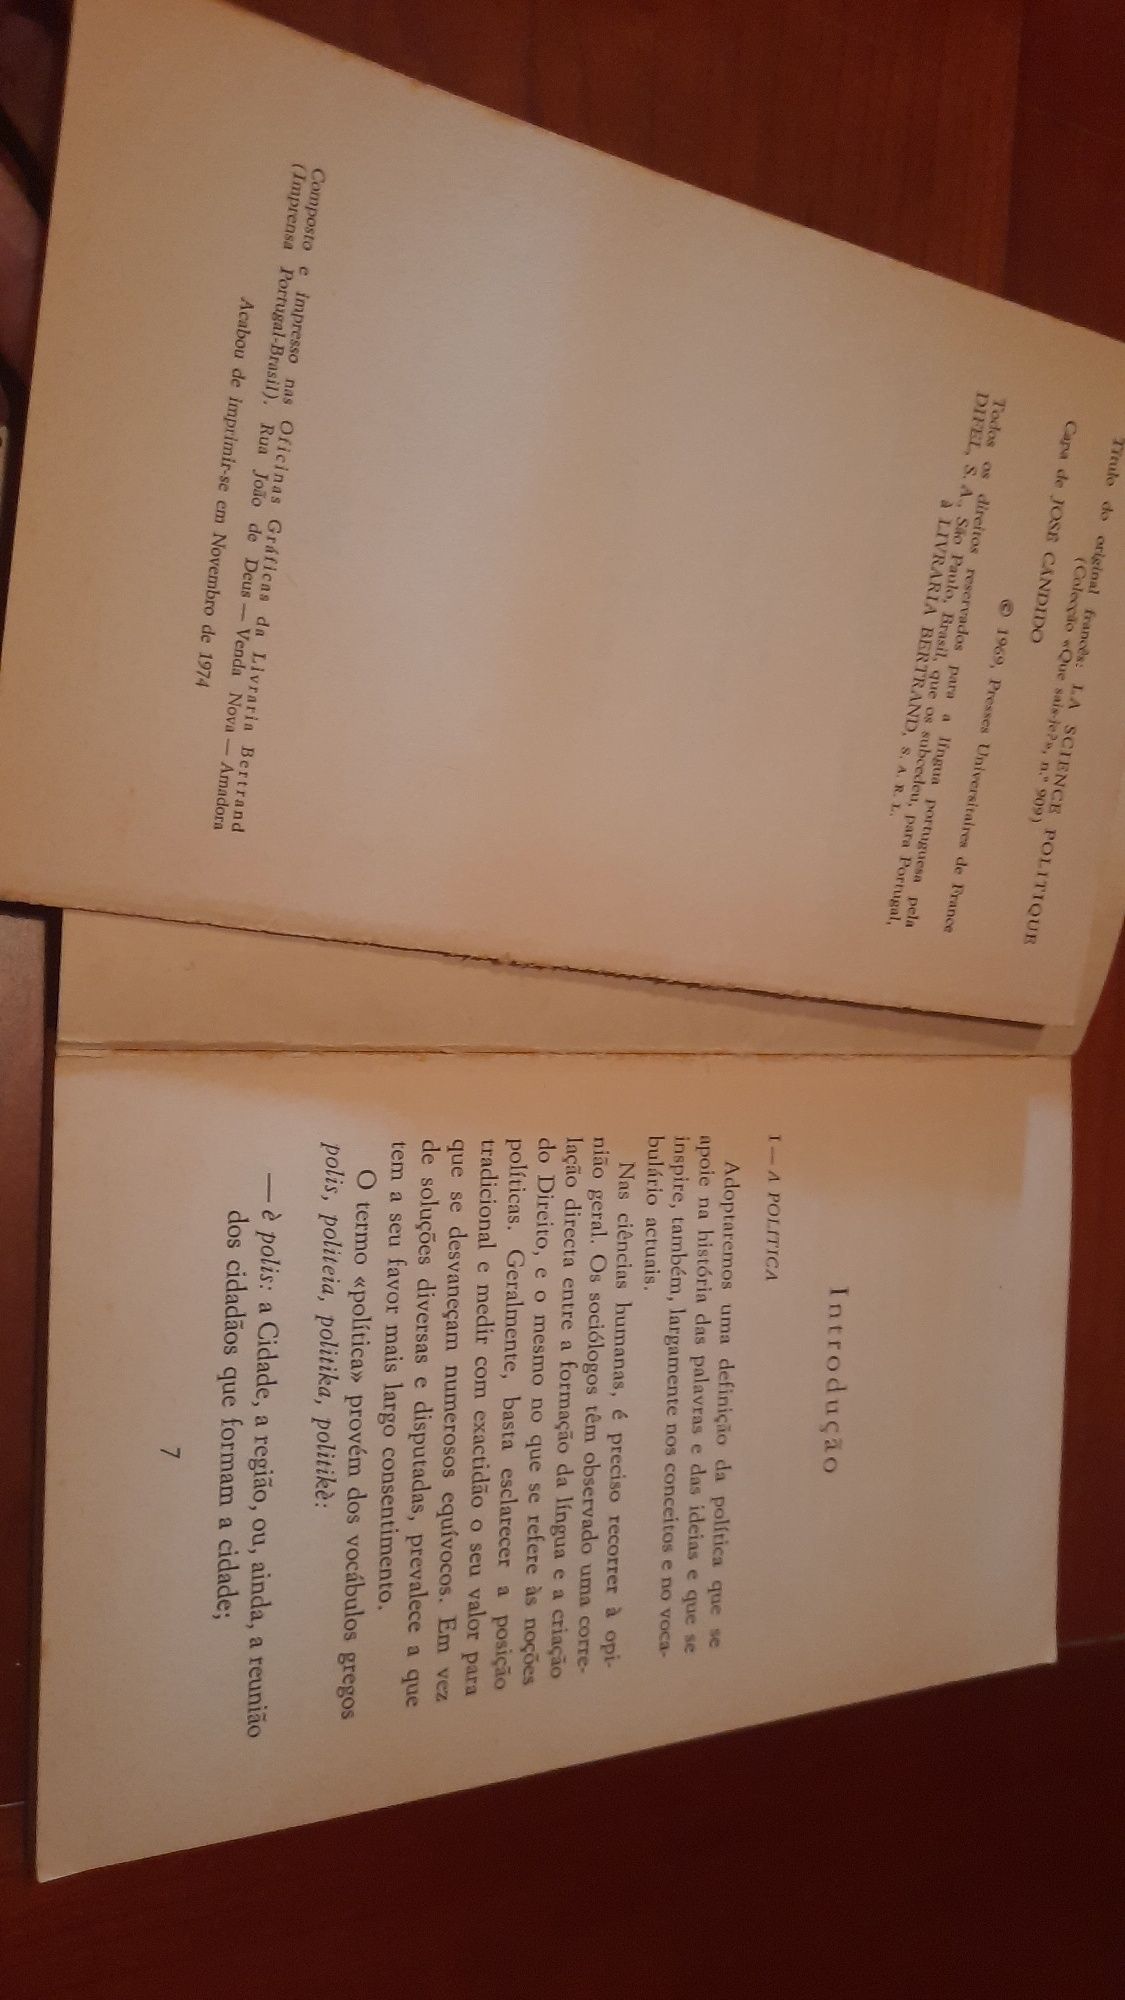 Título do original francês: LA SCIENCE POLITIQUE
(Colecção «Que sais-je?», n.º 909)
Capa de JOSE CANDIDO
© 1969, Presses Universitaires de France
Todos os direitos reservados para a língua portuguesa pela
DIFEL, S. A., São Paulo, Brasil, que os subcedeu, para Portugal,
à LIVRARIA BERTRAND, S. A. R. L.
Composto e impresso nas Oficinas Gráficas da Livraria Bertrand
(Imprensa Portugal-Brasil). Rua João de Deus — Venda Nova — Amadora
Acabou de imprimir-se em Novembro de 1974
Introdução
I — A POLITICA
Adoptaremos uma definição da política que se
apoie na história das palavras e das ideias e que se
inspire, também, largamente nos conceitos e no voca-
bulário actuais.
Nas ciências humanas, é preciso recorrer à opi-
nião geral. Os sociólogos têm observado uma corre-
lação directa entre a formação da língua e a criação
do Direito, e o mesmo no que se refere às noções
políticas. Geralmente, basta esclarecer a posição
tradicional e medir com exactidão o seu valor para
que se desvaneçam numerosos equívocos. Em vez
de soluções diversas e disputadas, prevalece a que
tem a seu favor mais largo consentimento.
O termo «política» provém dos vocábulos gregos
polis, politeia, politika, politikè:
— è polis: a Cidade, a região, ou, ainda, a reunião
dos cidadãos que formam a cidade;
7